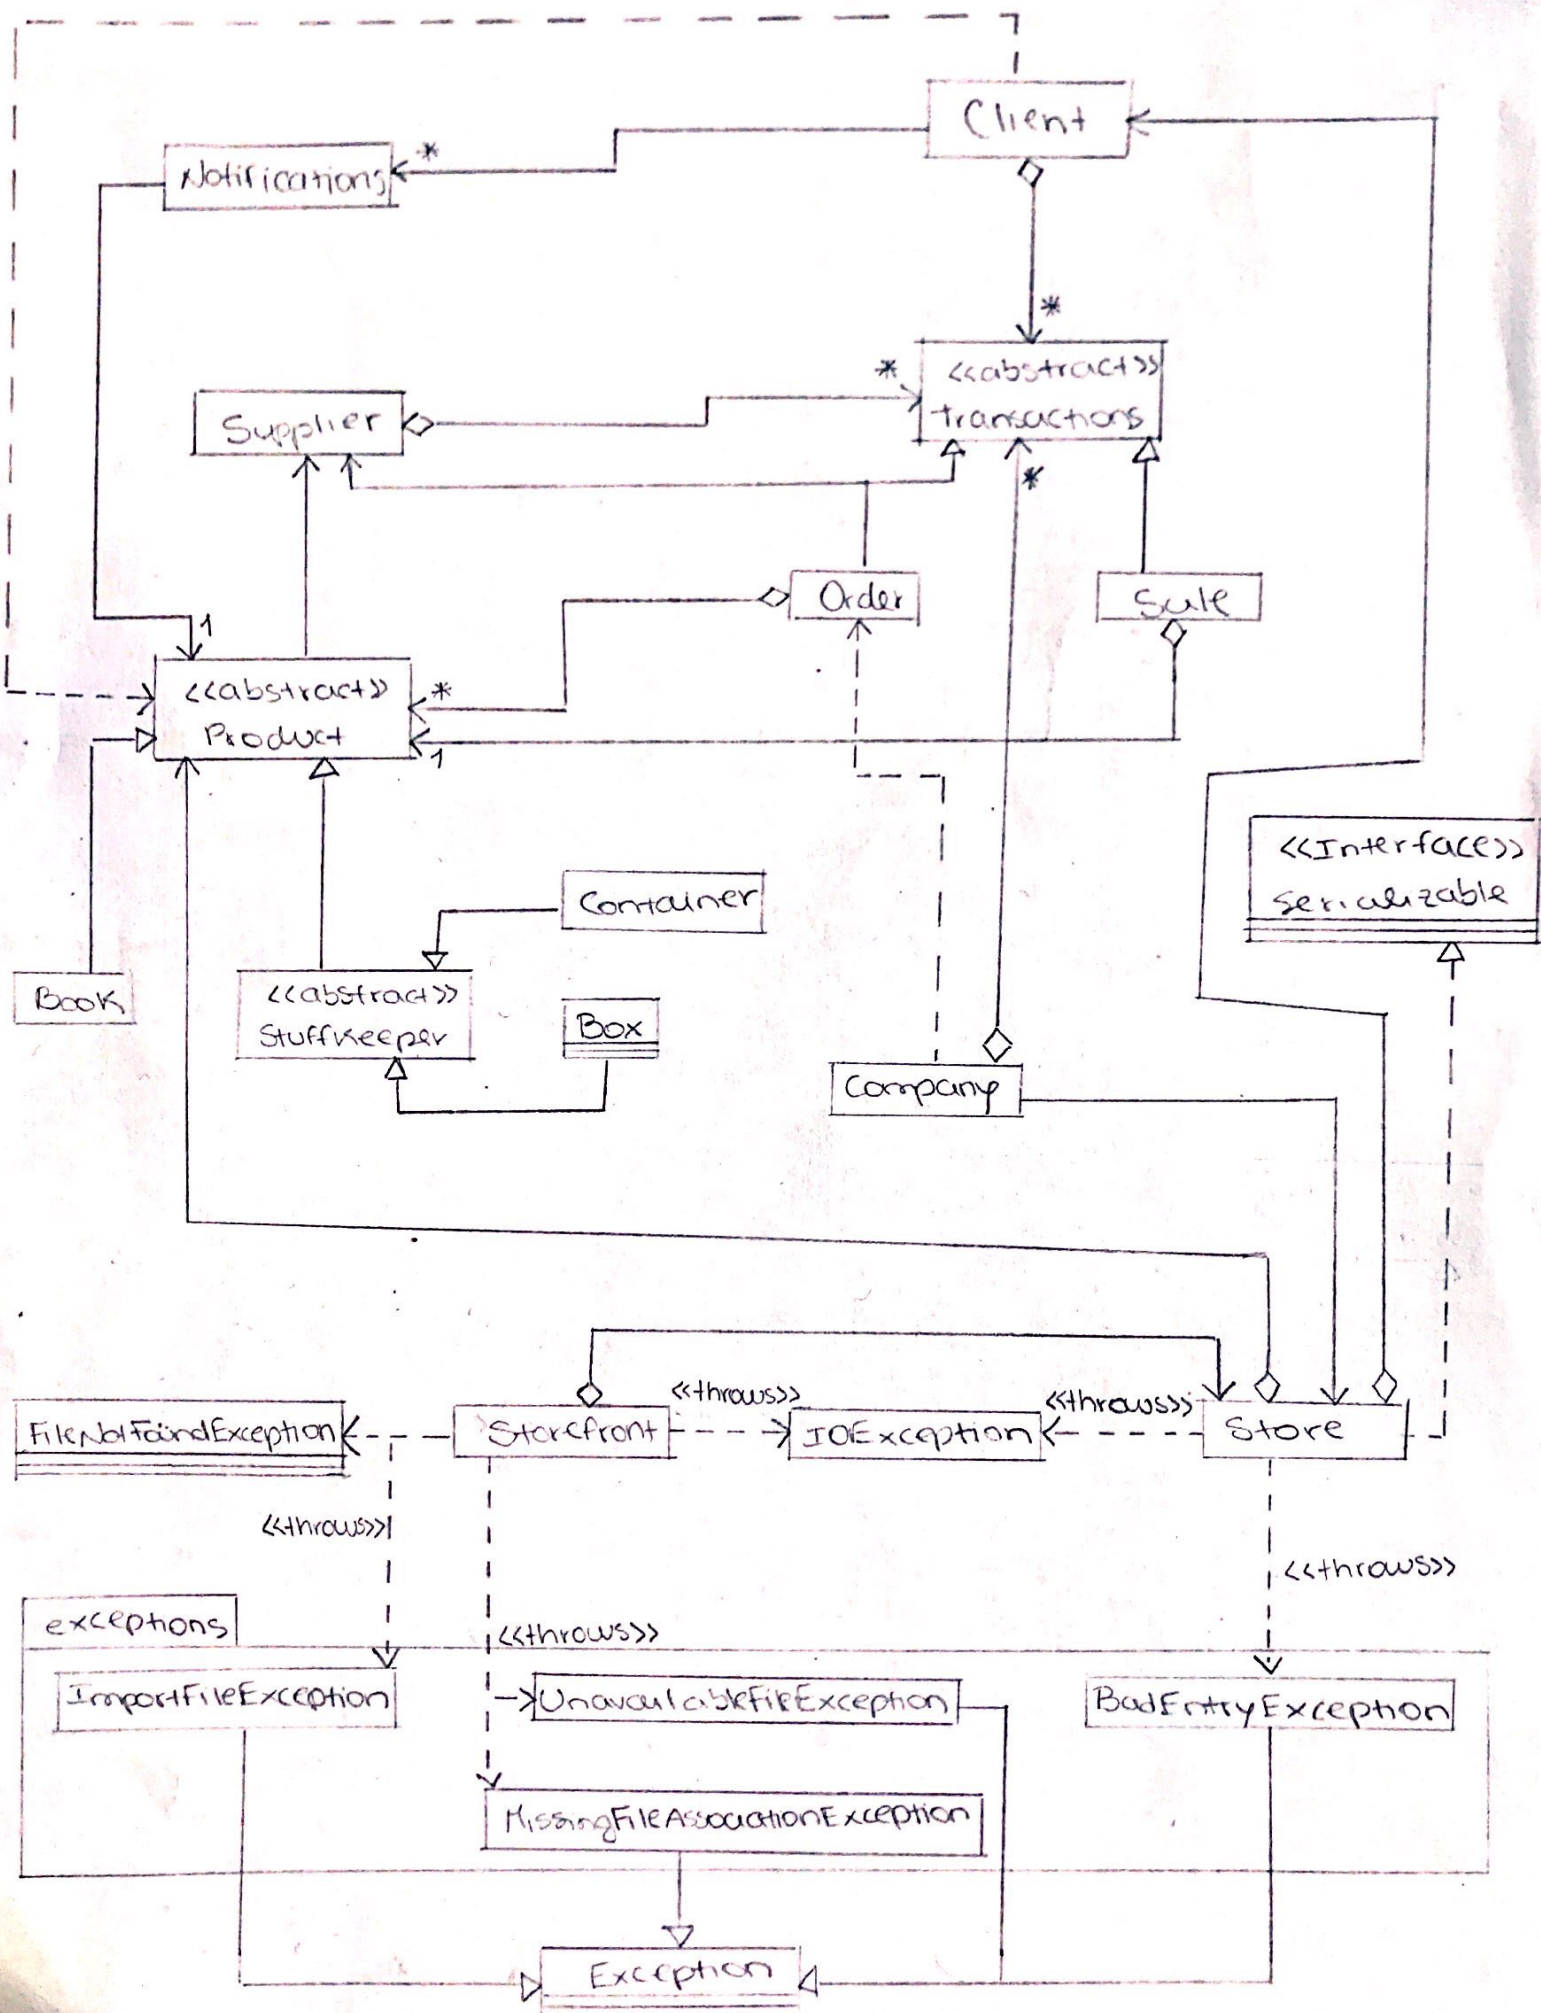 Client
*
Notifications
*
<<abstract>>
Transactions
*
Supplier
*
Order
Sale
1
<<abstract>>
Product
*
1
<<Interface>>
Serializable
Container
Book
<<abstract>>
StuffKeeper
Box
Company
<<throws>>
<<throws>>
FileNotFoundException
Storefront
IOException
Store
<<throws>>
<<throws>>
exceptions
<<throws>>
ImportFileException
UnavailableFileException
BadEntryException
MissingFileAssociationException
Exception